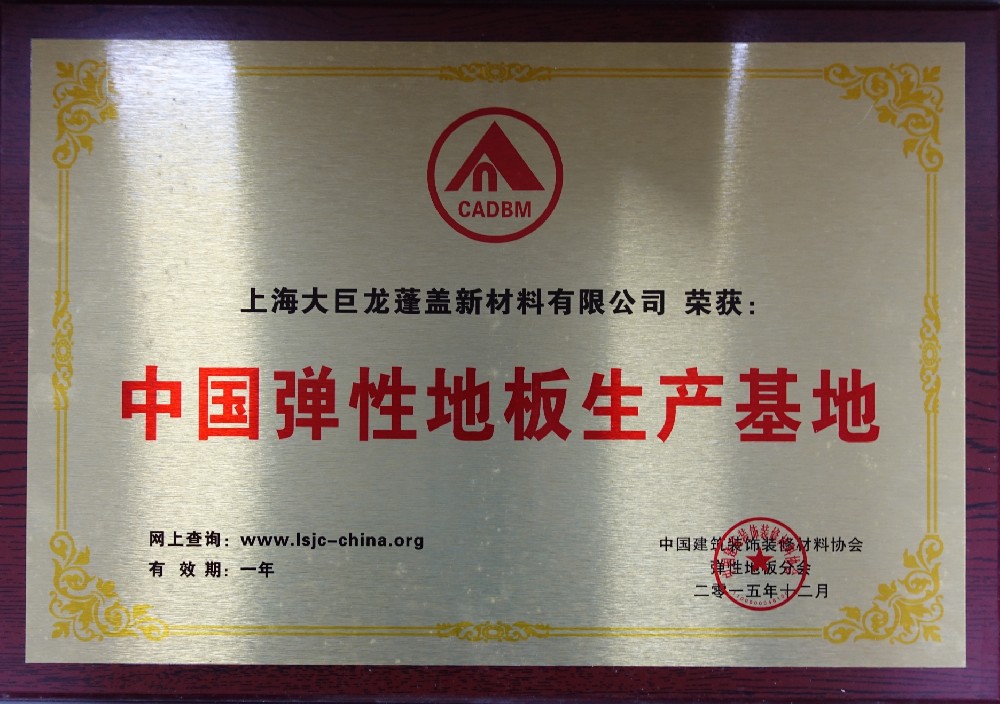 CADBM
上海大巨龙蓬盖新材料有限公司 荣获：
中国弹性地板生产基地
网上查询：www.lsjc-china.org
有 效 期：一年
中国建筑装饰装修材料协会
弹性地板分会
二零一五年十二月